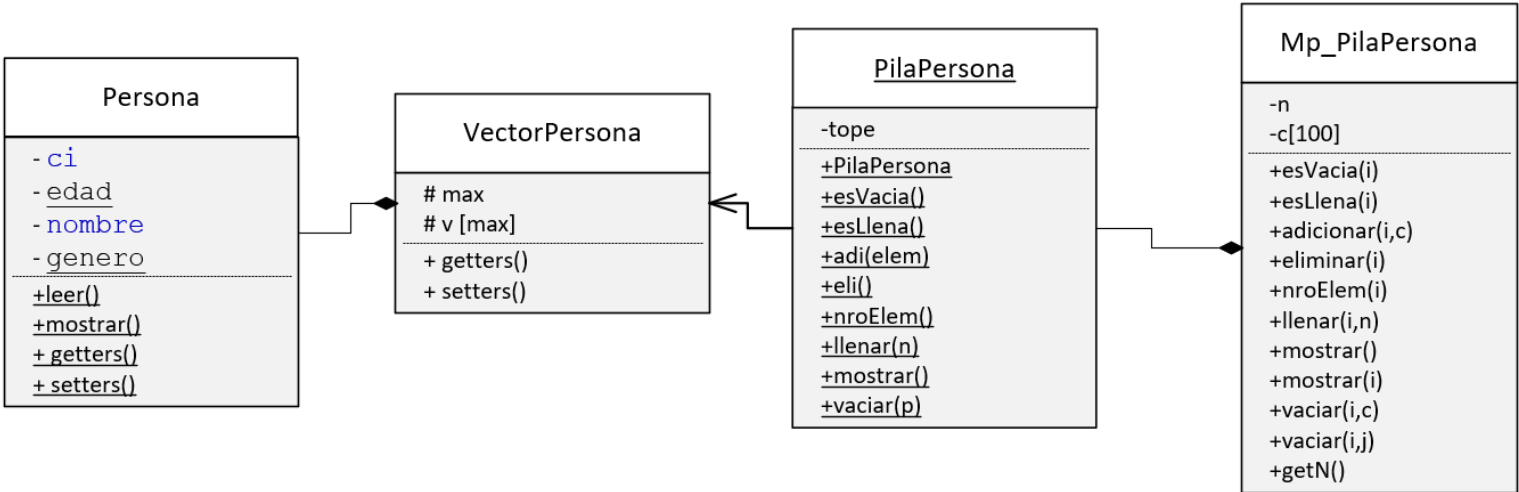 Persona
- ci
- edad
- nombre
- genero
+leer()
+mostrar()
+ getters()
+ setters()
VectorPersona
# max
# v [max]
+ getters()
+ setters()
PilaPersona
-tope
+PilaPersona
+esVacia()
+esLlena()
+adi(elem)
+eli()
+nroElem()
+llenar(n)
+mostrar()
+vaciar(p)
Mp_PilaPersona
-n
-c[100]
+esVacia(i)
+esLlena(i)
+adicionar(i,c)
+eliminar(i)
+nroElem(i)
+llenar(i,n)
+mostrar()
+mostrar(i)
+vaciar(i,c)
+vaciar(i,j)
+getN()